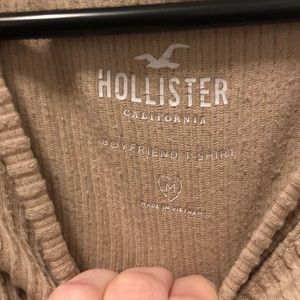 HOLLISTER
CALIFORNIA
BOYFRIEND T-SHIRT
M
MADE IN VIETNAM